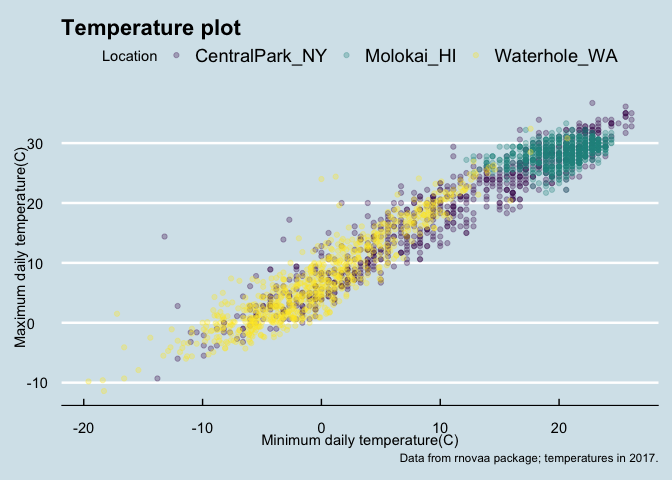 Temperature plot
Location CentralPark_NY Molokai_HI Waterhole_WA
Maximum daily temperature(C)
30
20
10
0
-10
-20 -10 0 10 20
Minimum daily temperature(C)
Data from rnovaa package; temperatures in 2017.